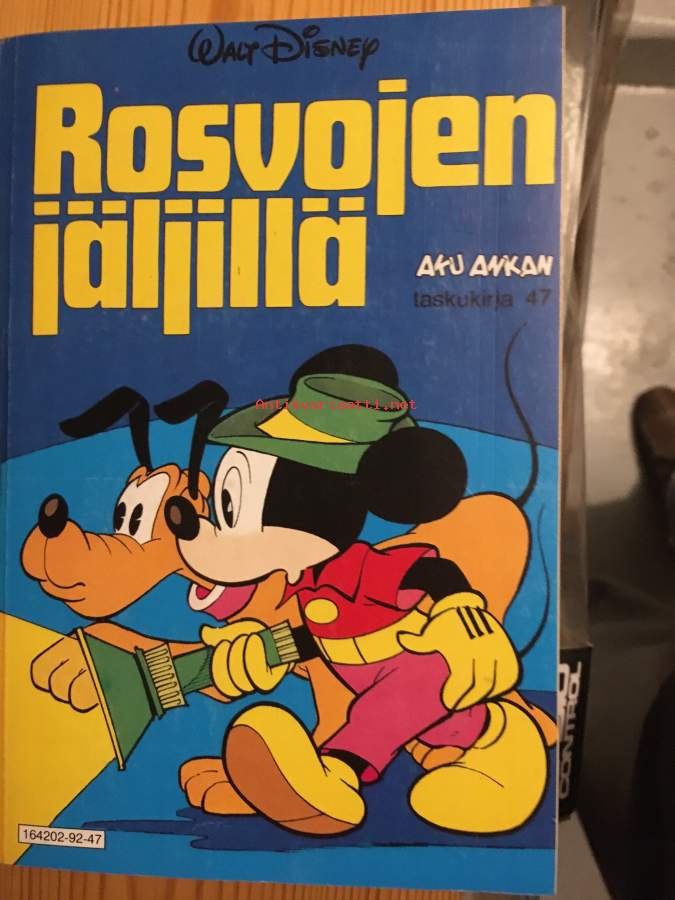 WALT DISNEY
Rosvojen
jäljillä
AKU ANKAN
taskukirja 47
Antikvariaatti.net
164202-92-47
CONTROL